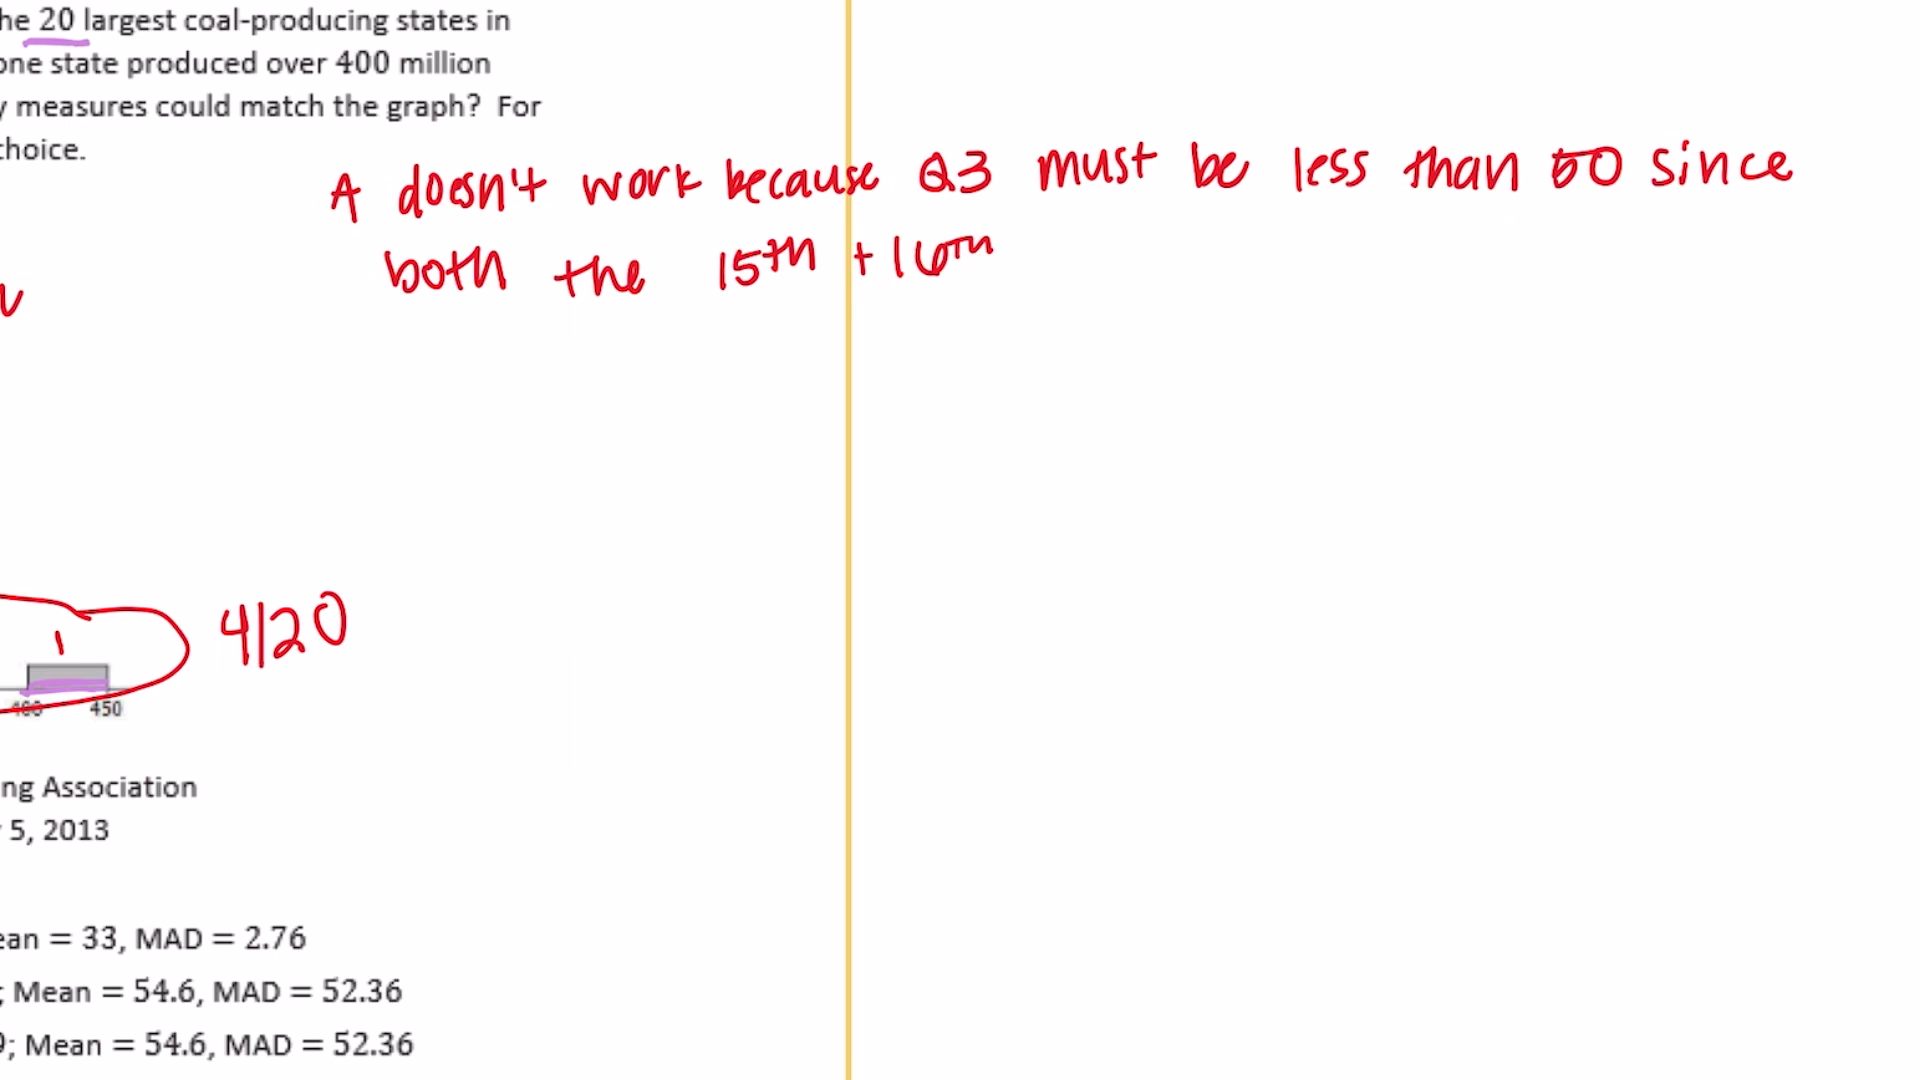 he 20 largest coal-producing states in
one state produced over 400 million
y measures could match the graph? For
choice.
A doesn't work because Q3 must be less than 50 since
both the 15th + 16th
4/20
1
400 450
ng Association
5, 2013
ean = 33, MAD = 2.76
; Mean = 54.6, MAD = 52.36
; Mean = 54.6, MAD = 52.36